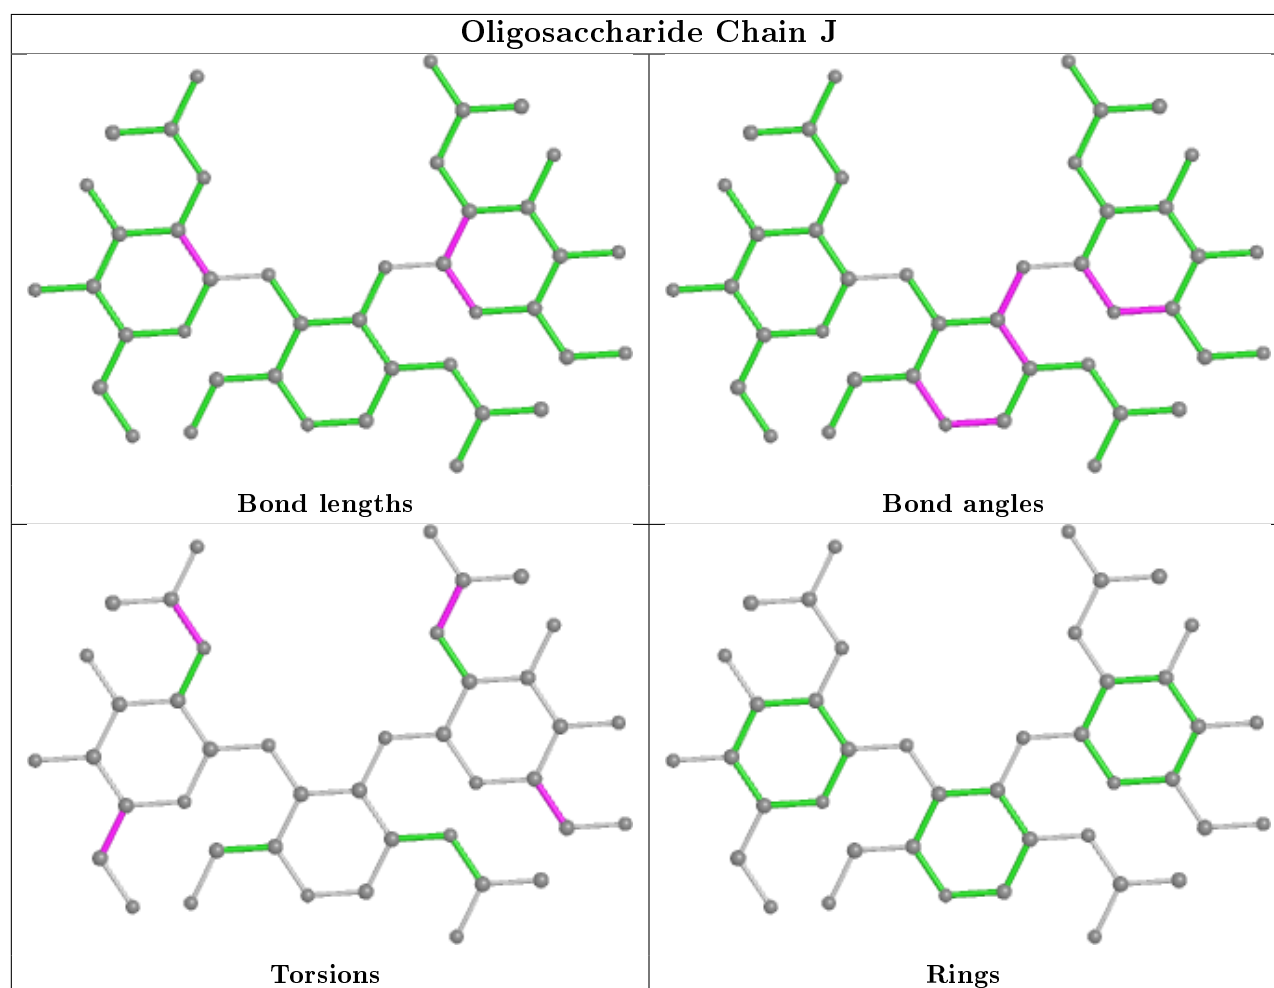 Oligosaccharide Chain J
Bond lengths
Bond angles
Torsions
Rings